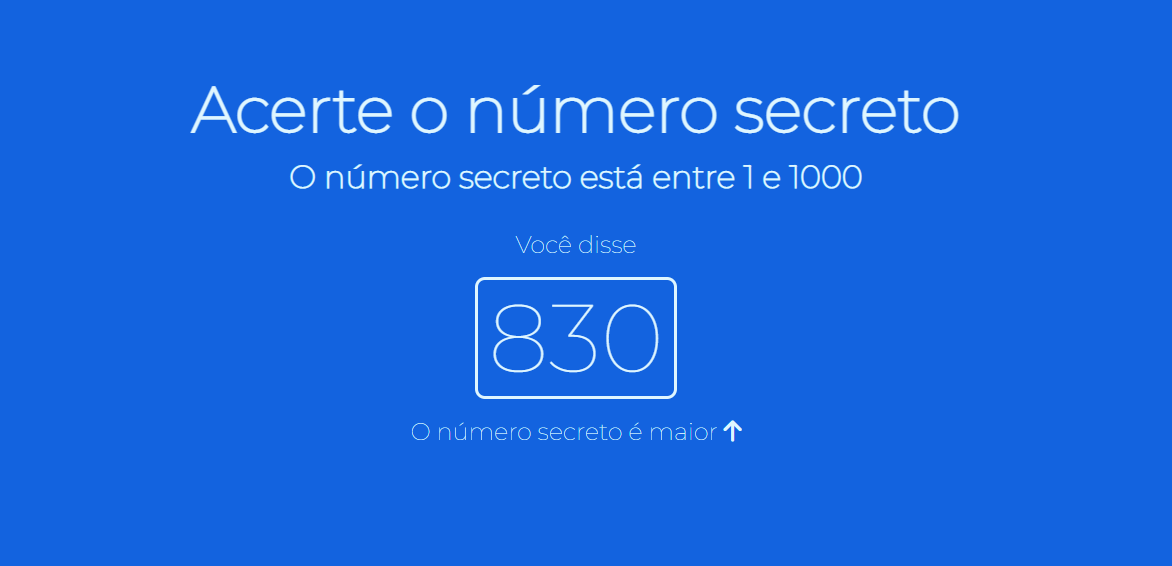 Acerte o número secreto
O número secreto está entre 1 e 1000
Você disse
830
O número secreto é maior